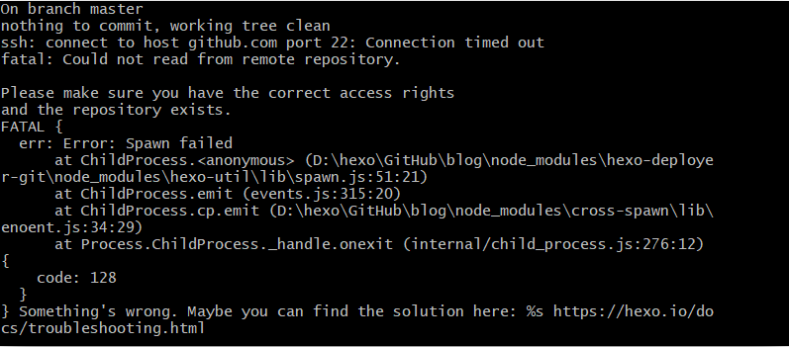 On branch master
nothing to commit, working tree clean
ssh: connect to host github.com port 22: Connection timed out
fatal: Could not read from remote repository.

Please make sure you have the correct access rights
and the repository exists.
FATAL {
  err: Error: Spawn failed
      at ChildProcess.<anonymous> (D:\hexo\GitHub\blog\node_modules\hexo-deploye
r-git\node_modules\hexo-util\lib\spawn.js:51:21)
      at ChildProcess.emit (events.js:315:20)
      at ChildProcess.cp.emit (D:\hexo\GitHub\blog\node_modules\cross-spawn\lib\
enoent.js:34:29)
      at Process.ChildProcess._handle.onexit (internal/child_process.js:276:12)
{
    code: 128
  }
} Something's wrong. Maybe you can find the solution here: %s https://hexo.io/do
cs/troubleshooting.html